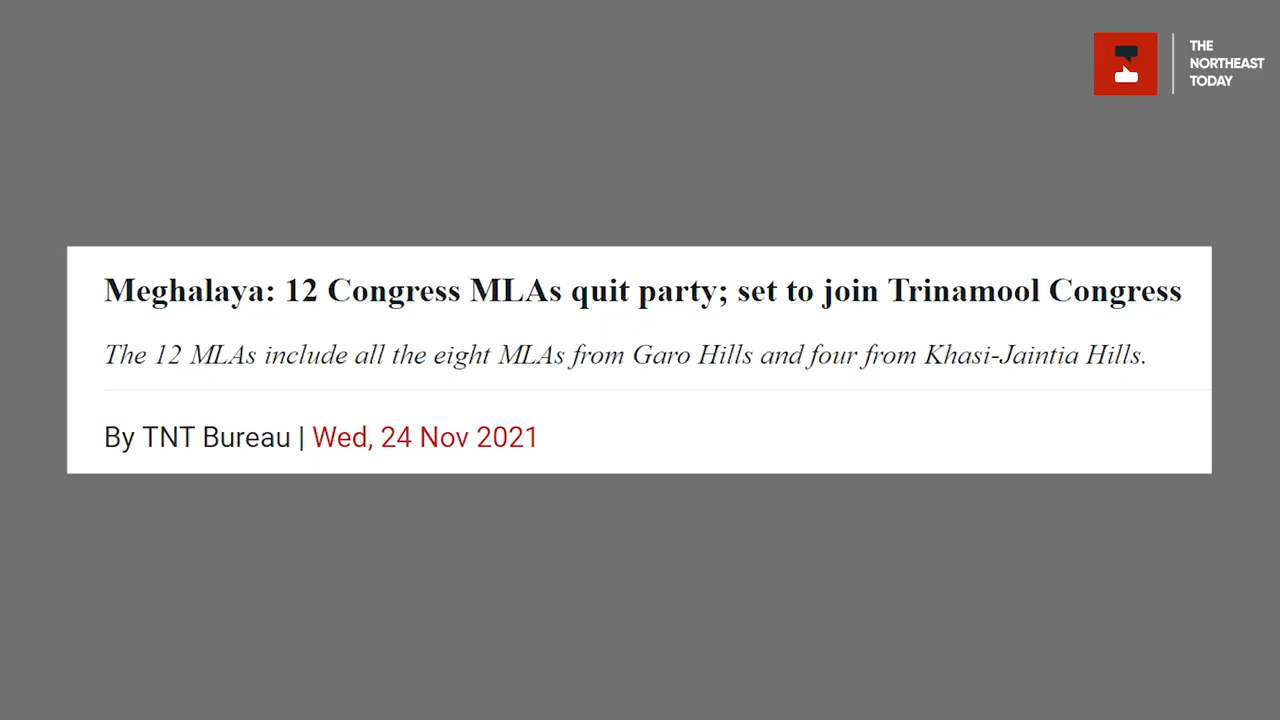 THE
NORTHEAST
TODAY
Meghalaya: 12 Congress MLAs quit party; set to join Trinamool Congress
The 12 MLAs include all the eight MLAs from Garo Hills and four from Khasi-Jaintia Hills.
By TNT Bureau | Wed, 24 Nov 2021